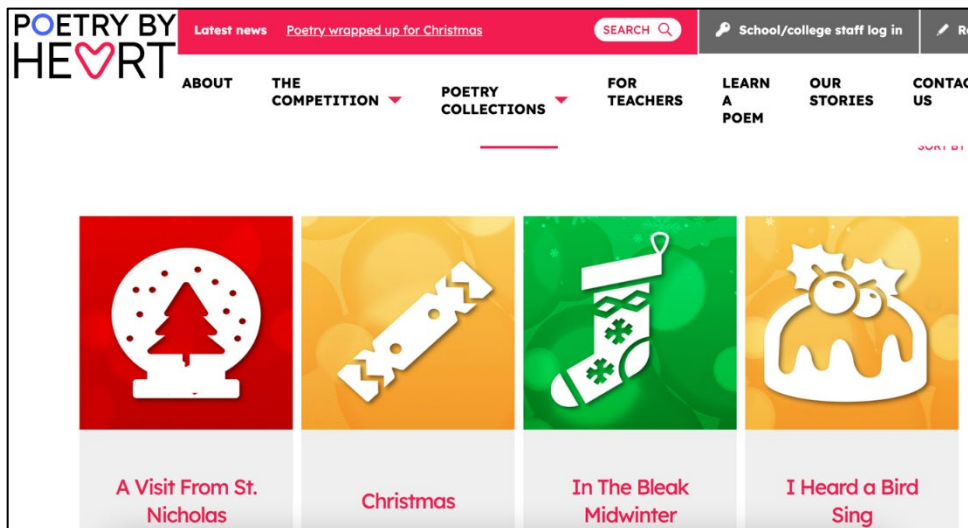 POETRY BY
HEART
Latest news Poetry wrapped up for Christmas SEARCH School/college staff log in
ABOUT
THE
COMPETITION
POETRY
COLLECTIONS
FOR
TEACHERS
LEARN
A
POEM
OUR
STORIES
CONTAC
US
A Visit From St.
Nicholas
Christmas
In The Bleak
Midwinter
I Heard a Bird
Sing